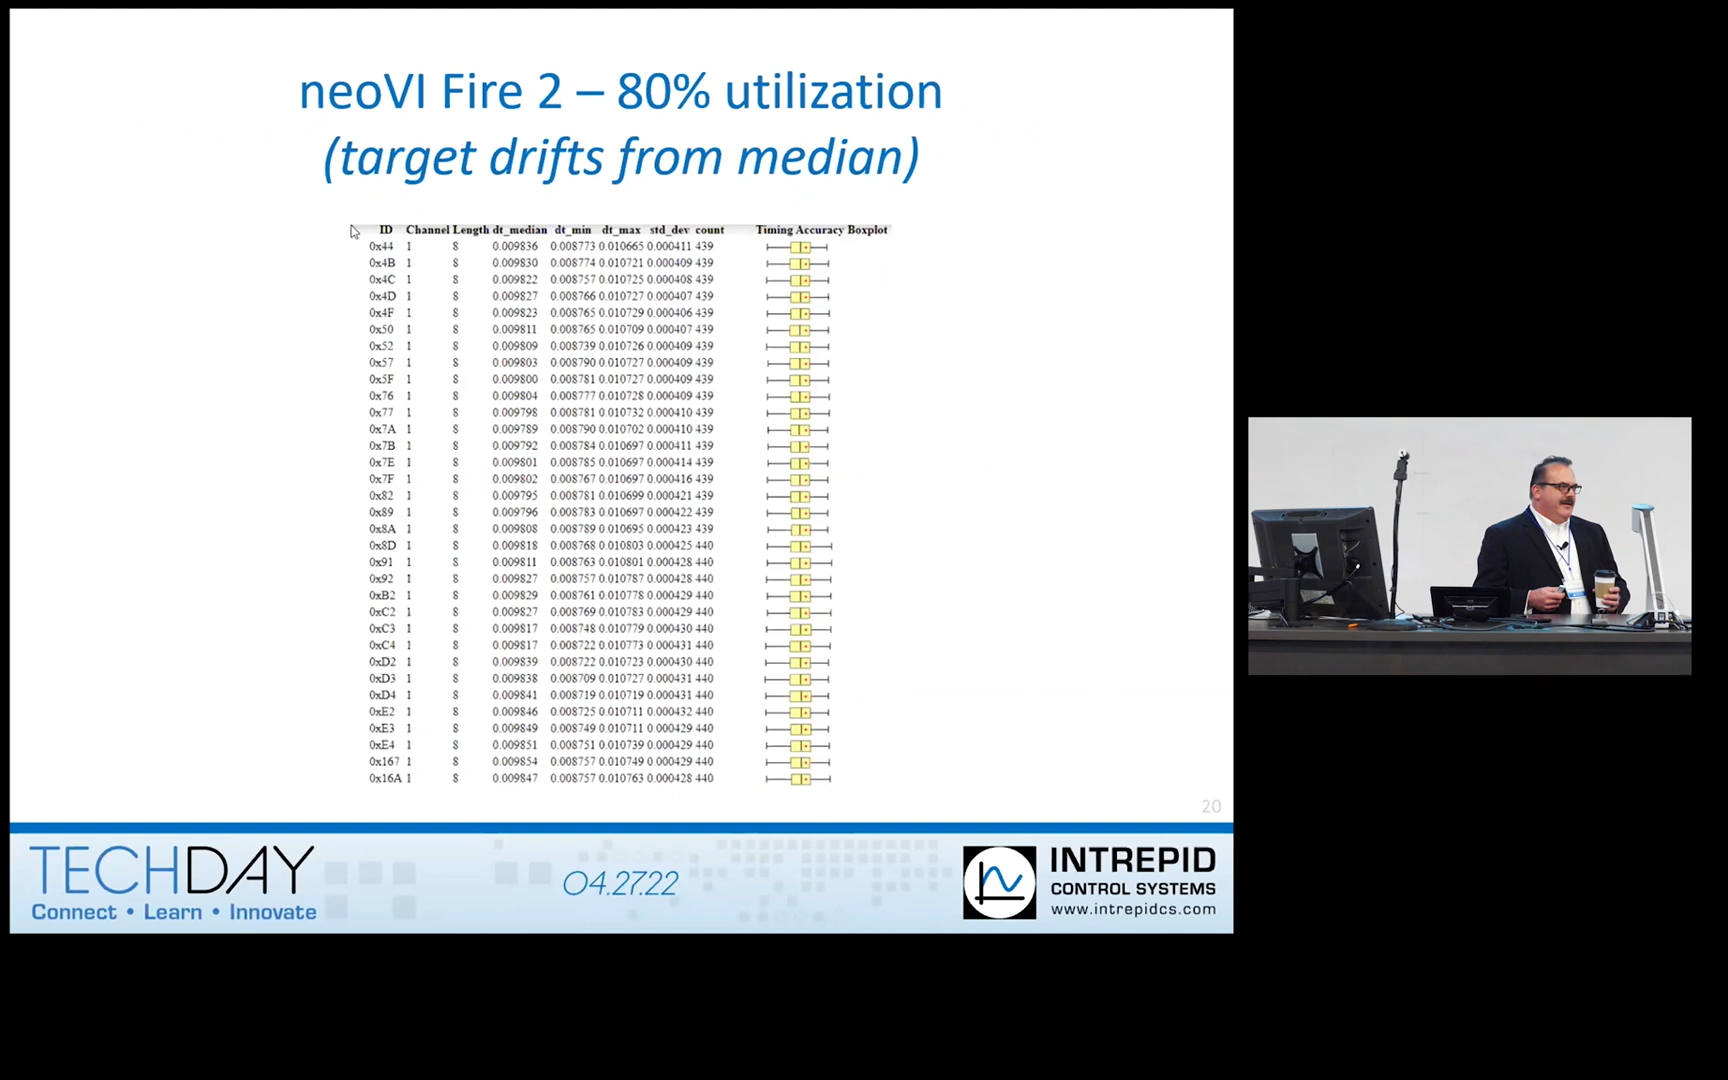 neoVI Fire 2 – 80% utilization
(target drifts from median)
ID Channel Length dt_median dt_min dt_max std_dev count Timing Accuracy Boxplot
0x44 1 8 0.009836 0.008773 0.010665 0.000411 439
0x4B 1 8 0.009830 0.008774 0.010721 0.000409 439
0x4C 1 8 0.009822 0.008757 0.010725 0.000408 439
0x4D 1 8 0.009827 0.008766 0.010727 0.000407 439
0x4F 1 8 0.009823 0.008765 0.010729 0.000406 439
0x50 1 8 0.009811 0.008765 0.010709 0.000407 439
0x52 1 8 0.009809 0.008739 0.010726 0.000409 439
0x57 1 8 0.009803 0.008790 0.010727 0.000409 439
0x5F 1 8 0.009800 0.008781 0.010727 0.000409 439
0x76 1 8 0.009804 0.008777 0.010728 0.000409 439
0x77 1 8 0.009798 0.008781 0.010732 0.000410 439
0x7A 1 8 0.009789 0.008790 0.010702 0.000410 439
0x7B 1 8 0.009792 0.008784 0.010697 0.000411 439
0x7E 1 8 0.009801 0.008785 0.010697 0.000414 439
0x7F 1 8 0.009802 0.008767 0.010697 0.000416 439
0x82 1 8 0.009795 0.008781 0.010699 0.000421 439
0x89 1 8 0.009796 0.008783 0.010697 0.000422 439
0x8A 1 8 0.009808 0.008789 0.010695 0.000423 439
0x8D 1 8 0.009818 0.008768 0.010803 0.000425 440
0x91 1 8 0.009811 0.008763 0.010801 0.000428 440
0x92 1 8 0.009827 0.008757 0.010787 0.000428 440
0xB2 1 8 0.009829 0.008761 0.010778 0.000429 440
0xC2 1 8 0.009827 0.008769 0.010783 0.000429 440
0xC3 1 8 0.009817 0.008748 0.010779 0.000430 440
0xC4 1 8 0.009817 0.008722 0.010773 0.000431 440
0xD2 1 8 0.009839 0.008722 0.010723 0.000430 440
0xD3 1 8 0.009838 0.008709 0.010727 0.000431 440
0xD4 1 8 0.009841 0.008719 0.010719 0.000431 440
0xE2 1 8 0.009846 0.008725 0.010711 0.000432 440
0xE3 1 8 0.009849 0.008749 0.010711 0.000429 440
0xE4 1 8 0.009851 0.008751 0.010739 0.000429 440
0x167 1 8 0.009854 0.008757 0.010749 0.000429 440
0x16A 1 8 0.009847 0.008757 0.010763 0.000428 440
20
TECHDAY
Connect • Learn • Innovate
04.27.22
INTREPID
CONTROL SYSTEMS
www.intrepidcs.com